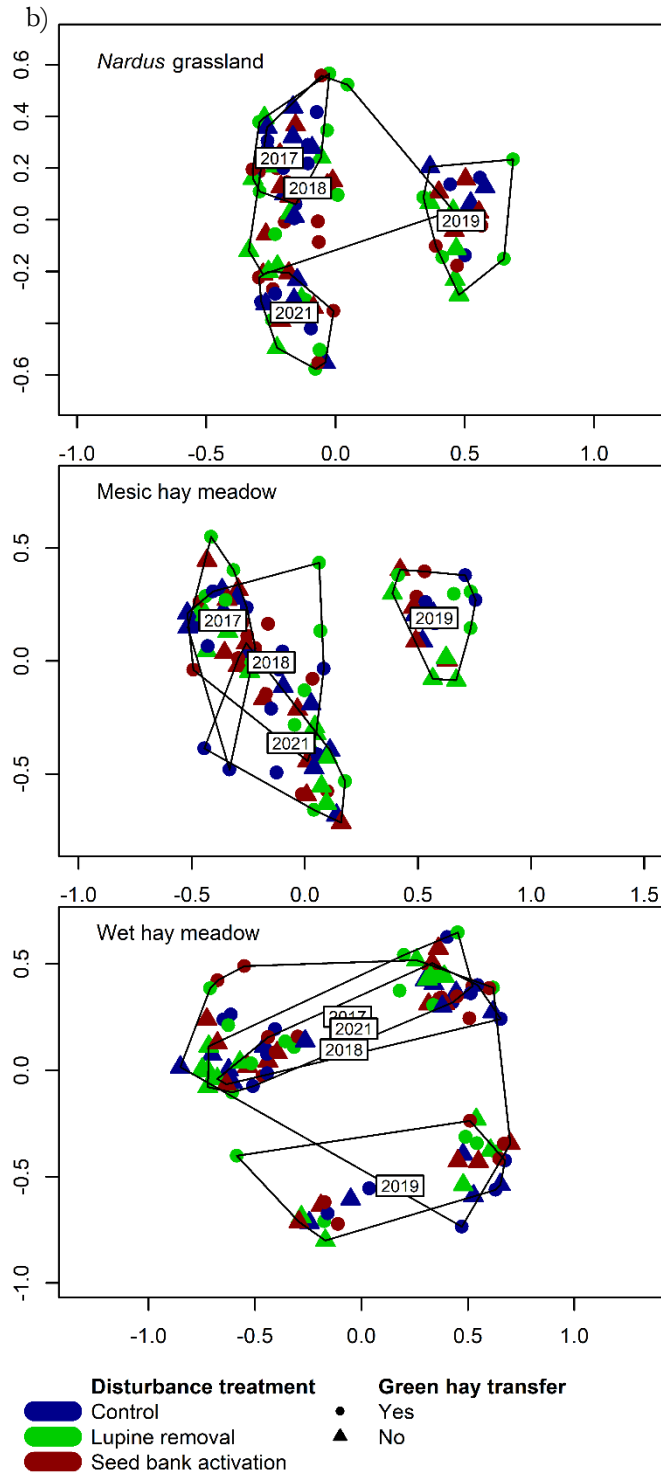 b)
Nardus grassland
0.6
0.4
0.2
0.0
-0.2
-0.4
-0.6
2017
2018
2019
2021
-1.0 -0.5 0.0 0.5 1.0
Mesic hay meadow
0.5
0.0
-0.5
2017
2019
2018
2021
-1.0 -0.5 0.0 0.5 1.0 1.5
Wet hay meadow
0.5
0.0
-0.5
-1.0
2017
2021
2018
2019
-1.0 -0.5 0.0 0.5 1.0
Disturbance treatment Green hay transfer
Control Yes
Lupine removal No
Seed bank activation